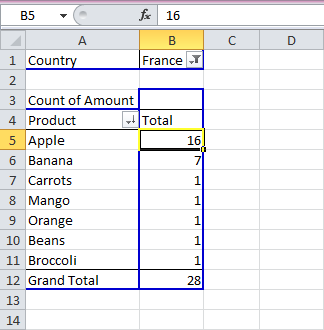 B5 fx 16
A B C D
1 Country France
2
3 Count of Amount
4 Product Total
5 Apple 16
6 Banana 7
7 Carrots 1
8 Mango 1
9 Orange 1
10 Beans 1
11 Broccoli 1
12 Grand Total 28
13
14